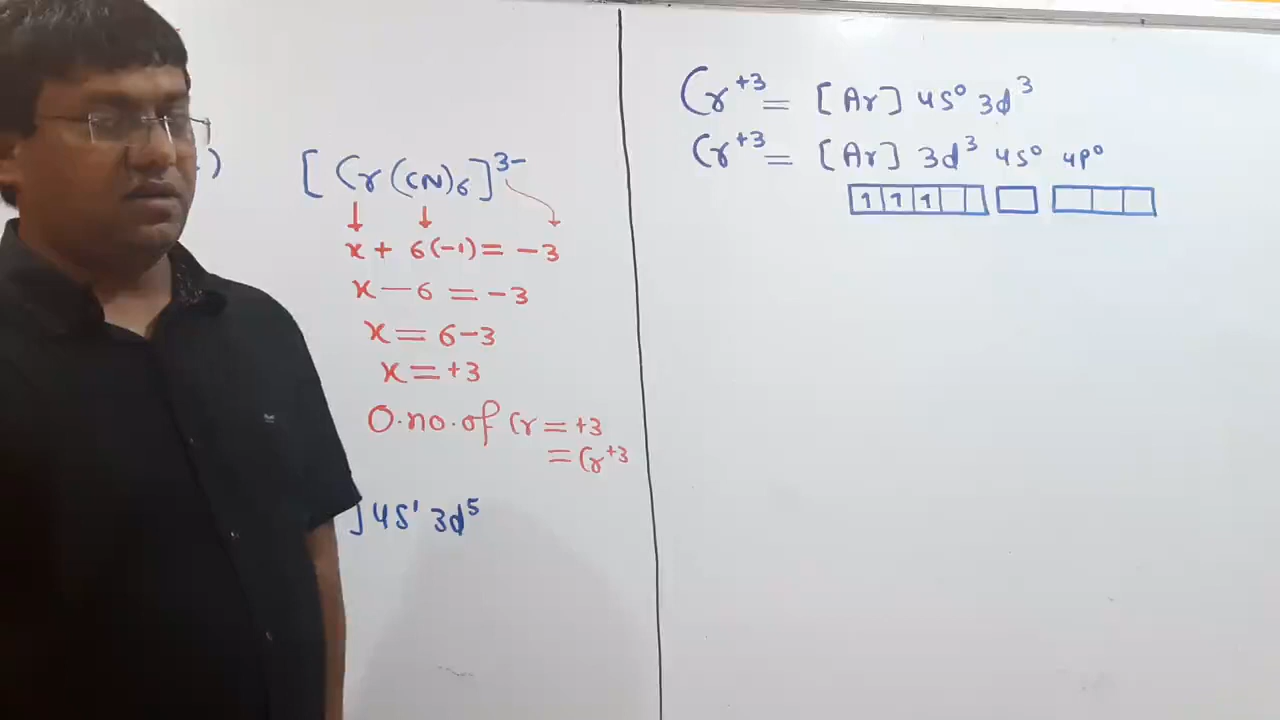 )
[Cr(CN)₆]³⁻
x + 6(-1) = -3
x - 6 = -3
x = 6-3
x = +3
O.no.of Cr = +3
= Cr⁺³
] 4s¹ 3d⁵
Cr⁺³ = [Ar] 4s⁰ 3d³
Cr⁺³ = [Ar] 3d³ 4s⁰ 4p⁰
1 1 1